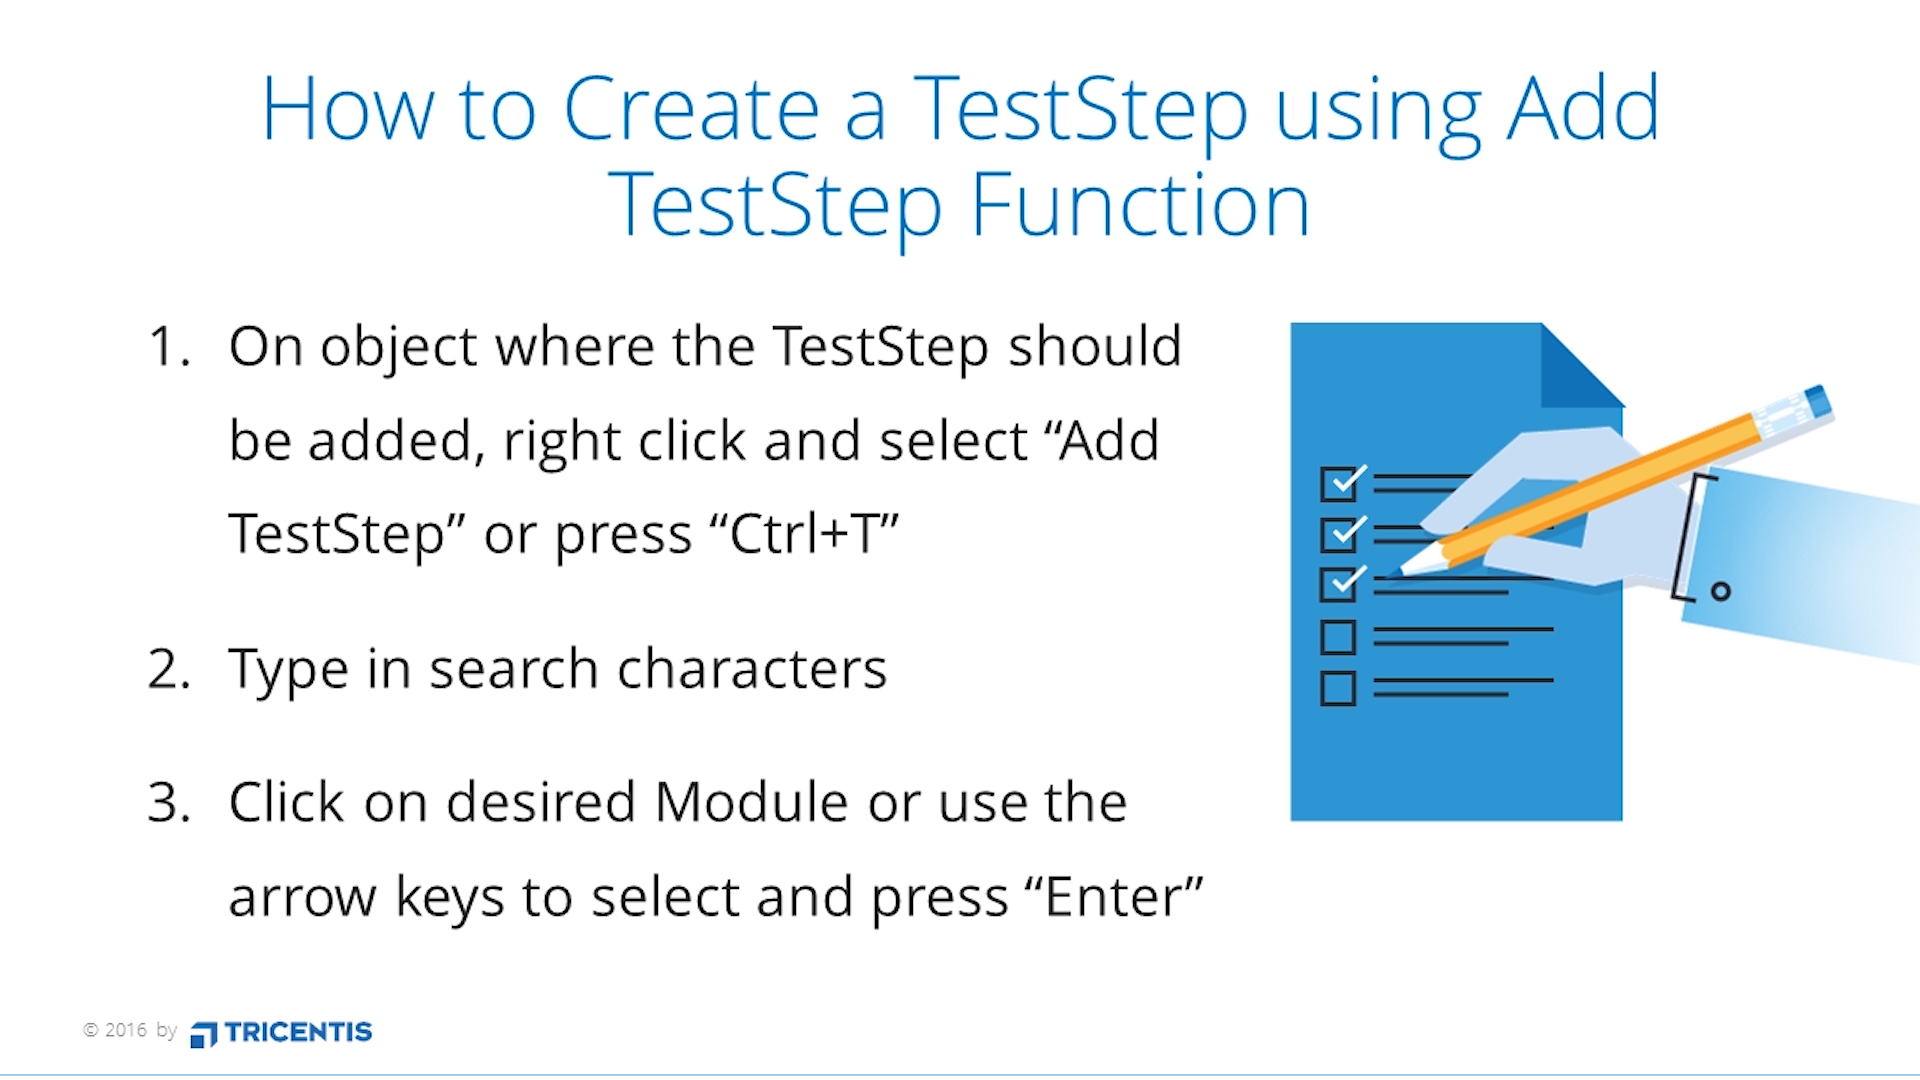 How to Create a TestStep using Add
TestStep Function
1. On object where the TestStep should
be added, right click and select “Add
TestStep” or press “Ctrl+T”
2. Type in search characters
3. Click on desired Module or use the
arrow keys to select and press “Enter”
© 2016 by TRICENTIS